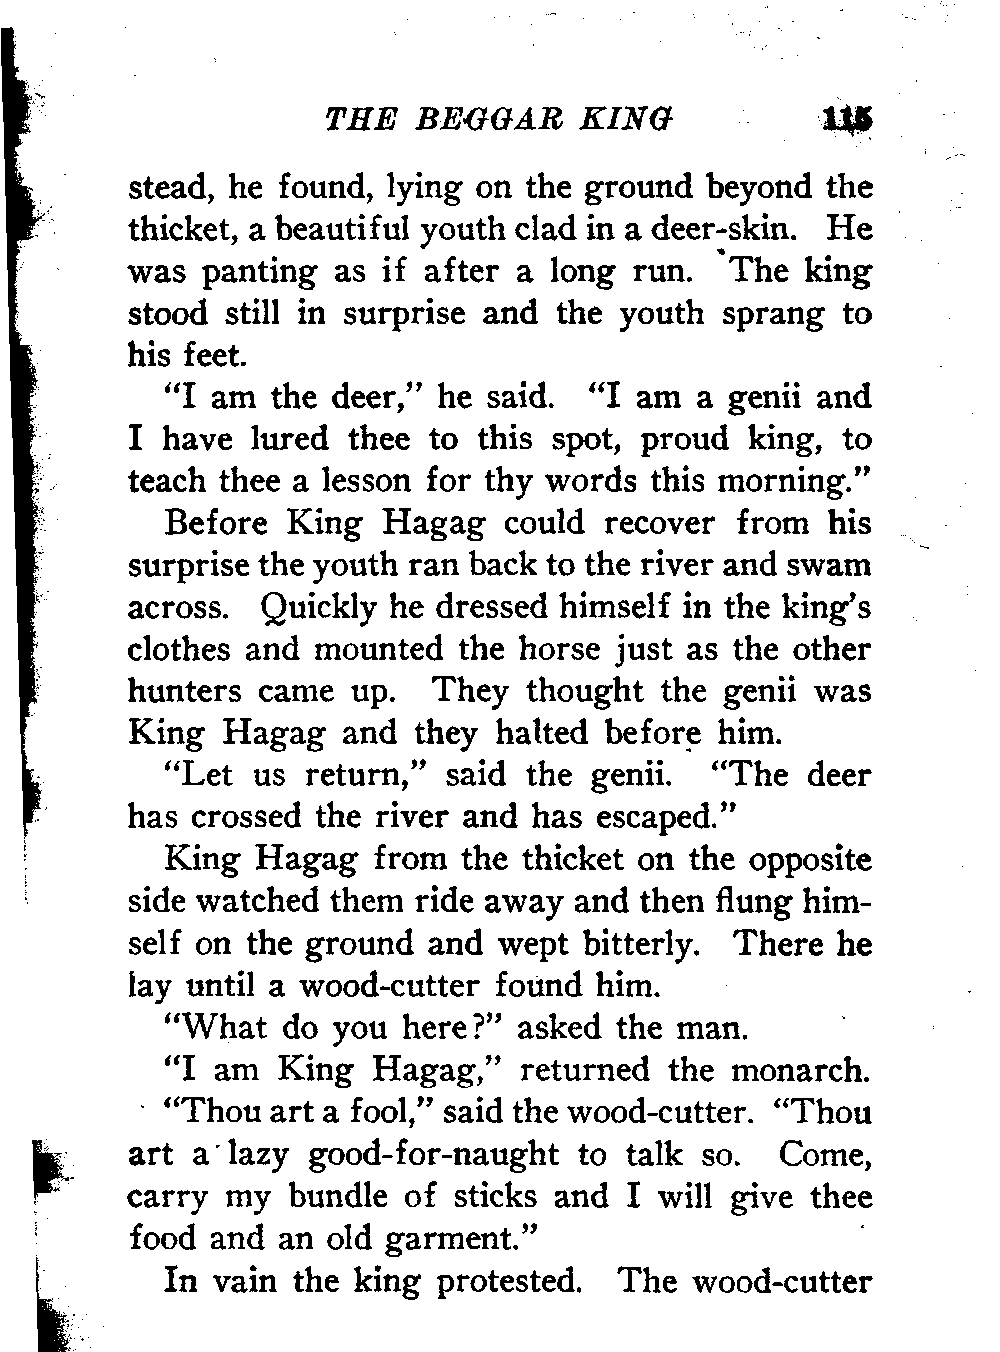 THE BEGGAR KING 115
stead, he found, lying on the ground beyond the
thicket, a beautiful youth clad in a deer-skin. He
was panting as if after a long run. The king
stood still in surprise and the youth sprang to
his feet.
"I am the deer," he said. "I am a genii and
I have lured thee to this spot, proud king, to
teach thee a lesson for thy words this morning."
Before King Hagag could recover from his
surprise the youth ran back to the river and swam
across. Quickly he dressed himself in the king's
clothes and mounted the horse just as the other
hunters came up. They thought the genii was
King Hagag and they halted before him.
"Let us return," said the genii. "The deer
has crossed the river and has escaped."
King Hagag from the thicket on the opposite
side watched them ride away and then flung him-
self on the ground and wept bitterly. There he
lay until a wood-cutter found him.
"What do you here?" asked the man.
"I am King Hagag," returned the monarch.
"Thou art a fool," said the wood-cutter. "Thou
art a lazy good-for-naught to talk so. Come,
carry my bundle of sticks and I will give thee
food and an old garment."
In vain the king protested. The wood-cutter